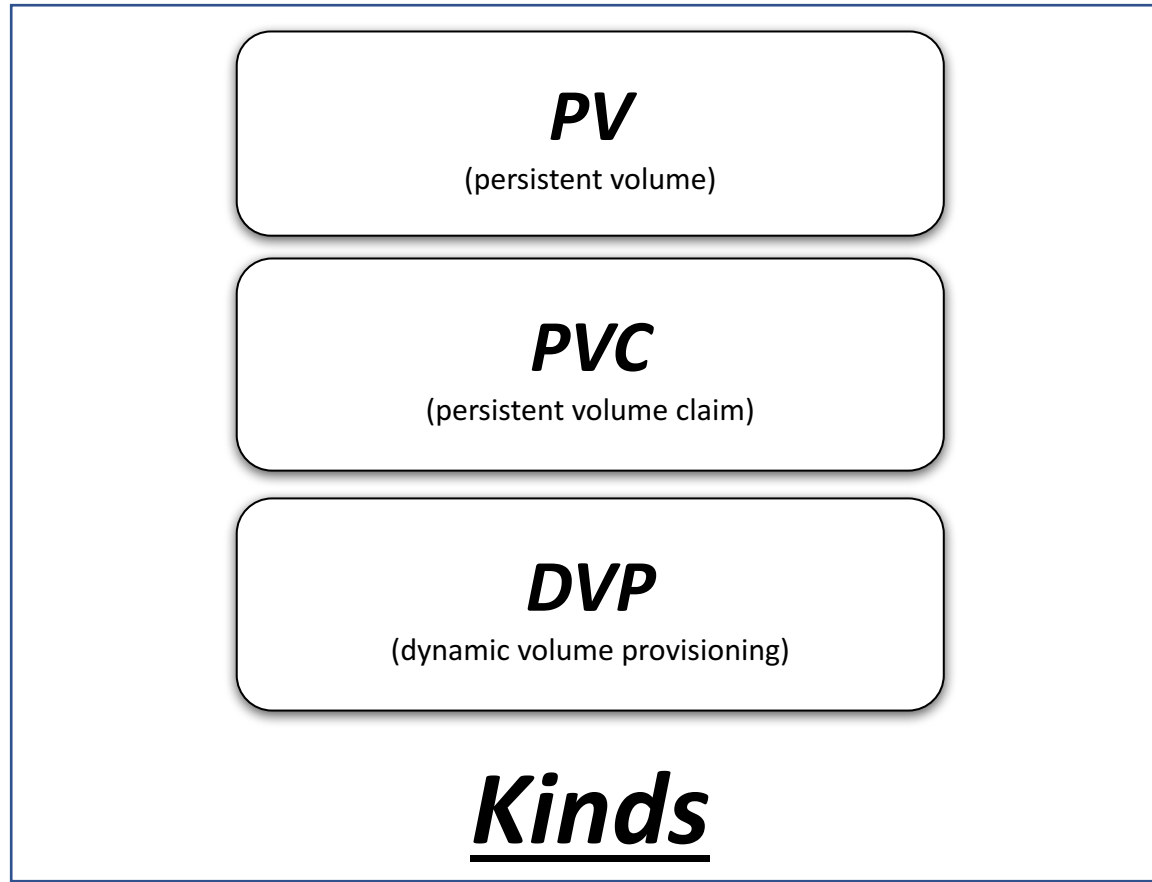 PV
(persistent volume)
PVC
(persistent volume claim)
DVP
(dynamic volume provisioning)
Kinds